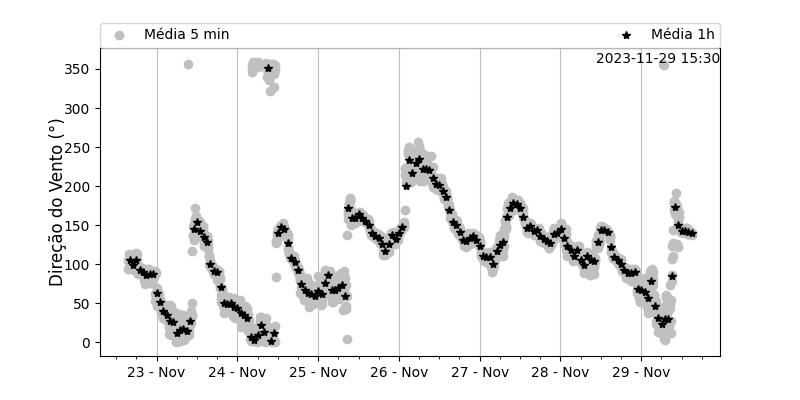 Média 5 min
Média 1h
2023-11-29 15:30
Direção do Vento (°)
350
300
250
200
150
100
50
0
23 - Nov
24 - Nov
25 - Nov
26 - Nov
27 - Nov
28 - Nov
29 - Nov